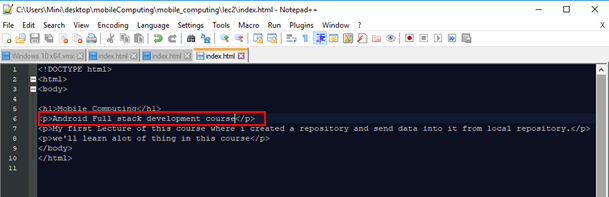 C:\Users\Mini\desktop\mobileComputing\mobile_computing\lec2\index.html - Notepad++
File Edit Search View Encoding Language Settings Tools Macro Run Plugins Window ?
Windows 10 x64.vmx index.html index.html index.html
1 <!DOCTYPE html>
2 <html>
3 <body>
4
5 <h1>Mobile Computing</h1>
6 <p>Android Full stack development course</p>
7 <p>My first Lecture of this course where i created a repository and send data into it from local repository.</p>
8 <p>we'll learn alot of thing in this course</p>
9 </body>
10 </html>
11